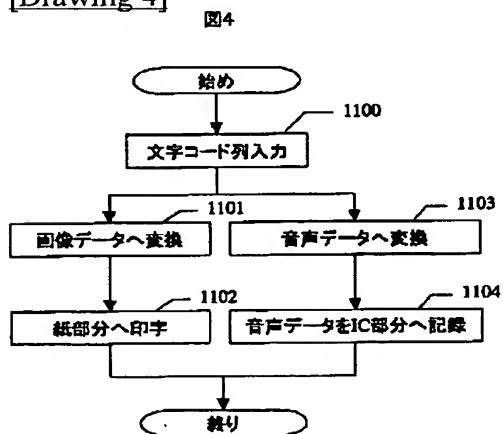 [Drawing 4]
図4
始め
1100
文字コード列入力
1101
画像データへ変換
1103
音声データへ変換
1102
紙部分へ印字
1104
音声データをIC部分へ記録
終り